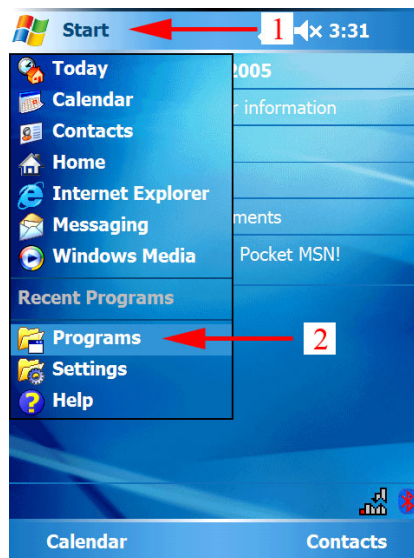 Start 1 3:31
Today 2005
Calendar r information
Contacts
Home
Internet Explorer
Messaging ments
Windows Media Pocket MSN!
Recent Programs
Programs 2
Settings
Help
Calendar Contacts